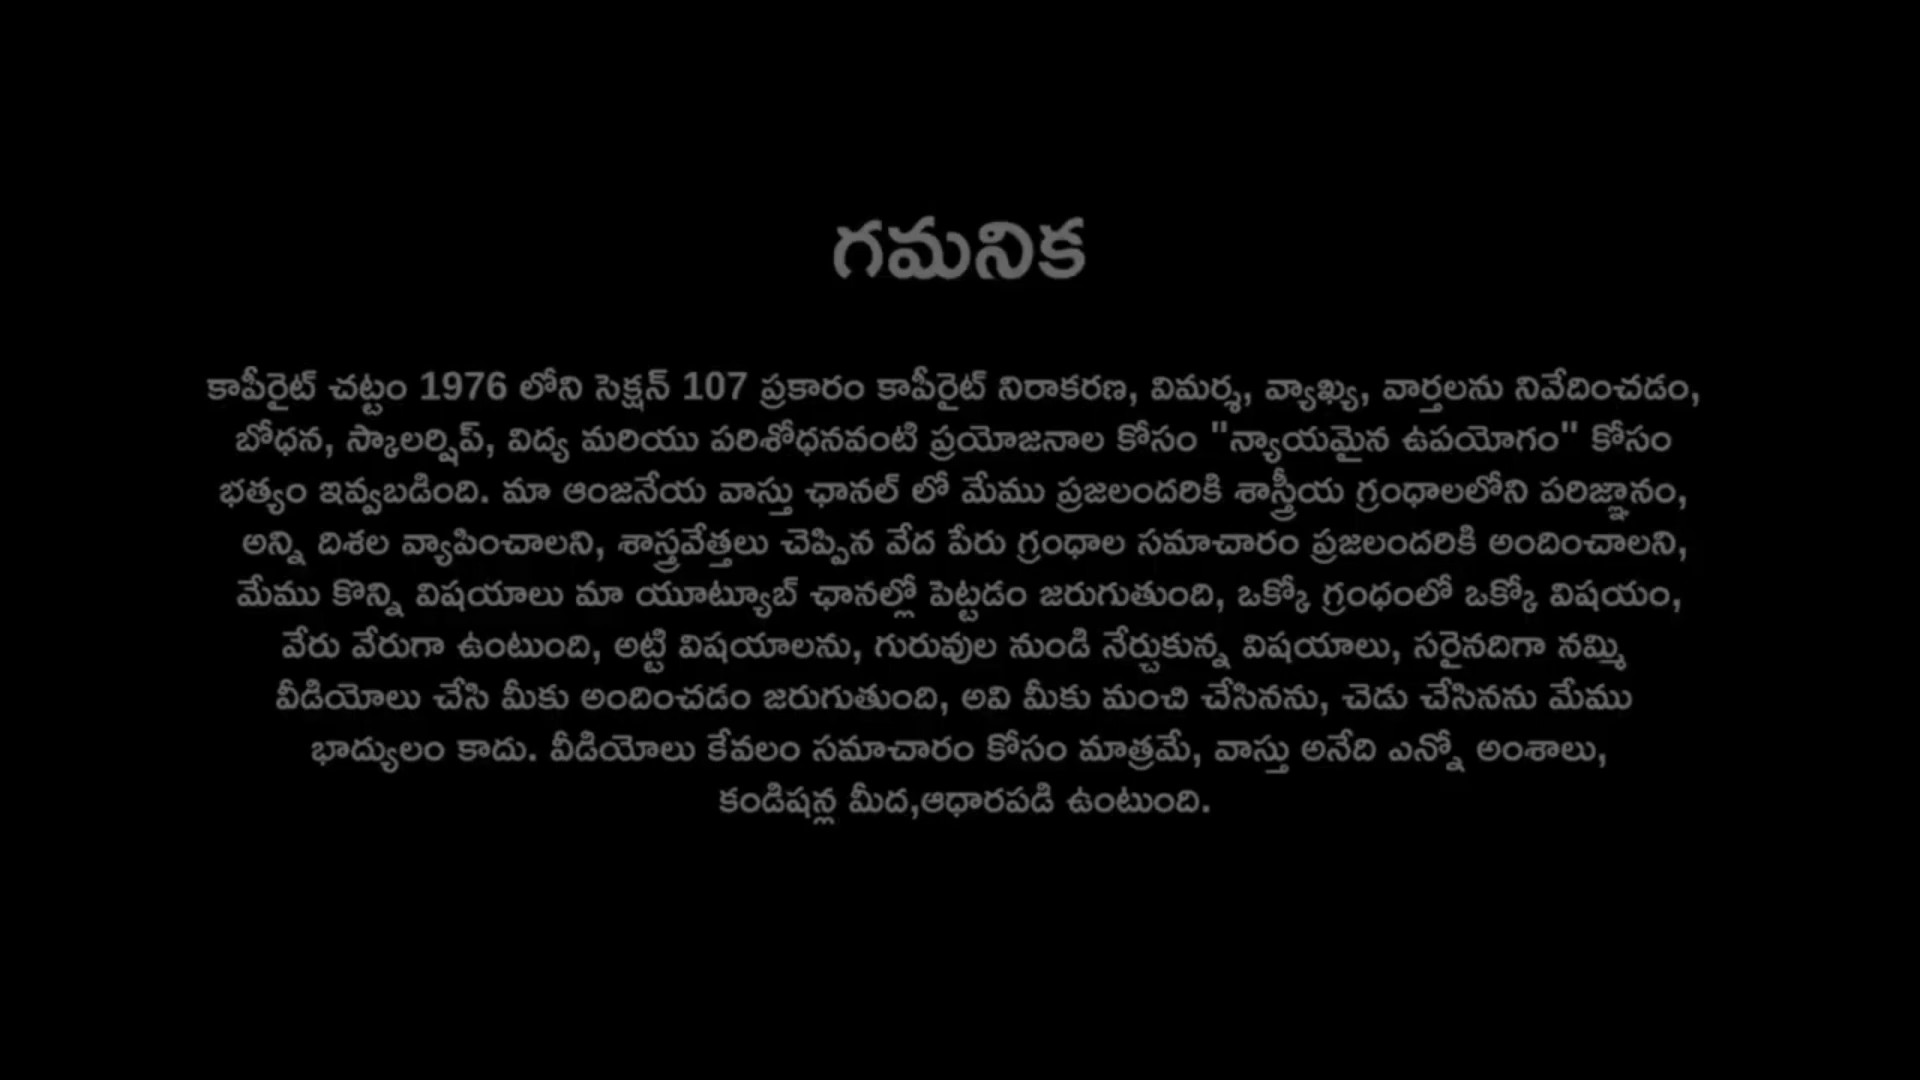 గమనిక
కాపీరైట్ చట్టం 1976 లోని సెక్షన్ 107 ప్రకారం కాపీరైట్ నిరాకరణ, విమర్శ, వ్యాఖ్య, వార్తలను నివేదించడం,
బోధన, స్కాలర్షిప్, విద్య మరియు పరిశోధనవంటి ప్రయోజనాల కోసం "న్యాయమైన ఉపయోగం" కోసం
భత్యం ఇవ్వబడింది. మా ఆంజనేయ వాస్తు ఛానల్ లో మేము ప్రజలందరికి శాస్త్రీయ గ్రంధాలలోని పరిజ్ఞానం,
అన్ని దిశల వ్యాపించాలని, శాస్త్రవేత్తలు చెప్పిన వేద పేరు గ్రంధాల సమాచారం ప్రజలందరికి అందించాలని,
మేము కొన్ని విషయాలు మా యూట్యూబ్ ఛానల్లో పెట్టడం జరుగుతుంది, ఒక్కో గ్రంధంలో ఒక్కో విషయం,
వేరు వేరుగా ఉంటుంది, అట్టి విషయాలను, గురువుల నుండి నేర్చుకున్న విషయాలు, సరైనదిగా నమ్మి
వీడియోలు చేసి మీకు అందించడం జరుగుతుంది, అవి మీకు మంచి చేసినను, చెడు చేసినను మేము
భాద్యులం కాదు. వీడియోలు కేవలం సమాచారం కోసం మాత్రమే, వాస్తు అనేది ఎన్నో అంశాలు,
కండిషన్ల మీద,ఆధారపడి ఉంటుంది.